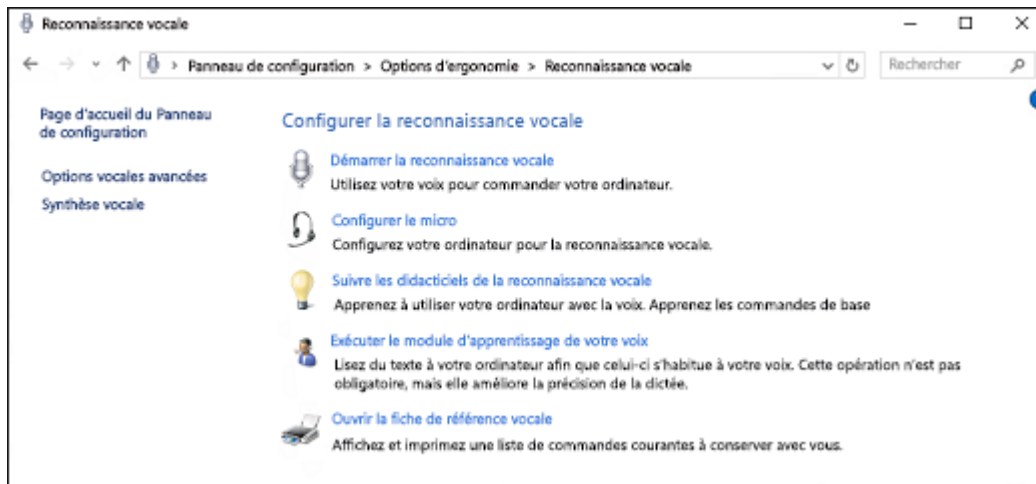 Reconnaissance vocale
Panneau de configuration > Options d'ergonomie > Reconnaissance vocale
Rechercher
Page d'accueil du Panneau
de configuration
Options vocales avancées
Synthèse vocale
Configurer la reconnaissance vocale
Démarrer la reconnaissance vocale
Utilisez votre voix pour commander votre ordinateur.
Configurer le micro
Configurez votre ordinateur pour la reconnaissance vocale.
Suivre les didacticiels de la reconnaissance vocale
Apprenez à utiliser votre ordinateur avec la voix. Apprenez les commandes de base
Exécuter le module d'apprentissage de votre voix
Lisez du texte à votre ordinateur afin que celui-ci s'habitue à votre voix. Cette opération n'est pas
obligatoire, mais elle améliore la précision de la dictée.
Ouvrir la fiche de référence vocale
Affichez et imprimez une liste de commandes courantes à conserver avec vous.